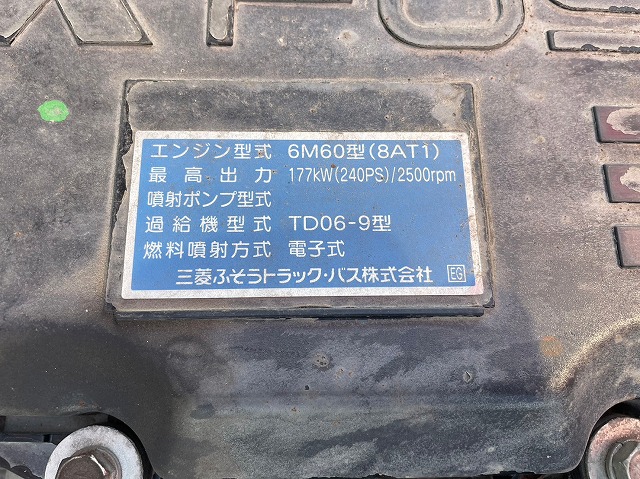 エンジン型式 6M60型(8AT1)
最高出力 177kW(240PS)/2500rpm
噴射ポンプ型式
過給機型式 TD06-9型
燃料噴射方式 電子式
三菱ふそうトラック・バス株式会社 EG